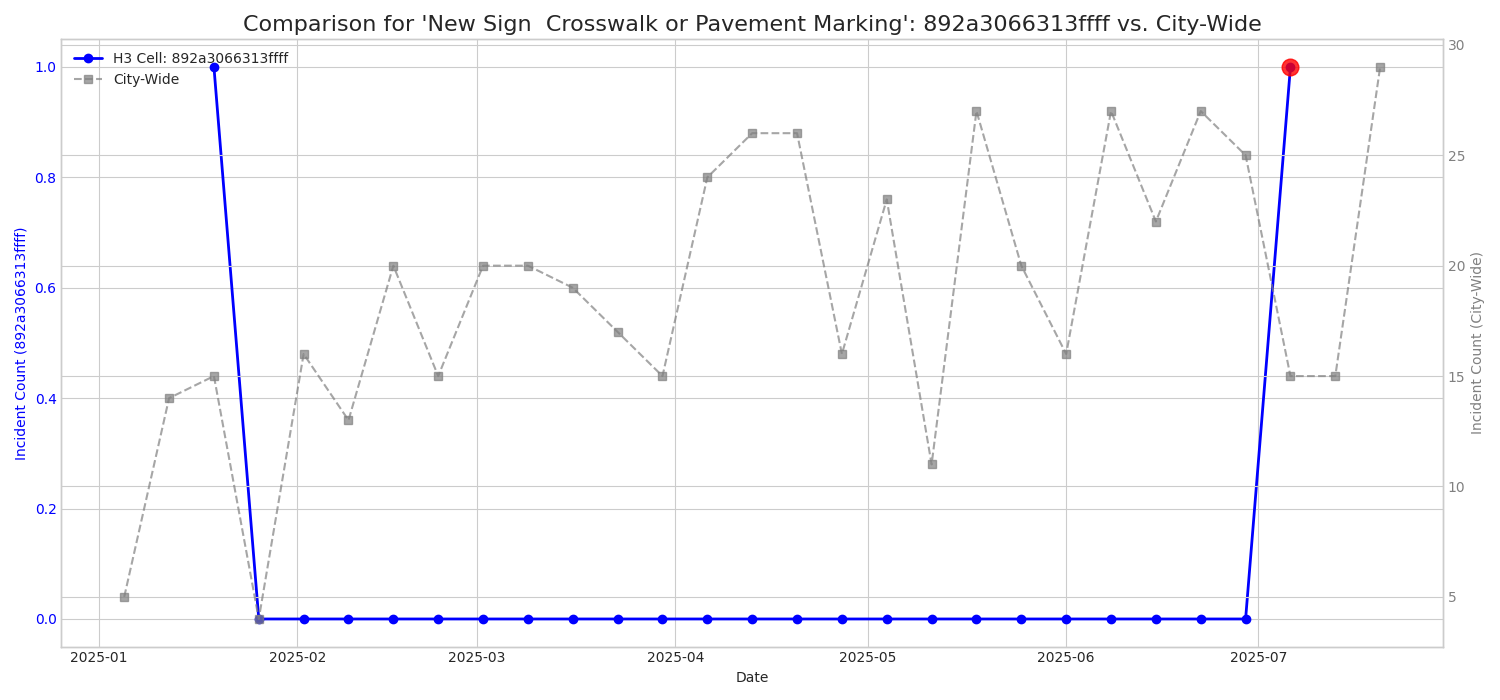 Comparison for 'New Sign  Crosswalk or Pavement Marking': 892a3066313ffff vs. City-Wide
H3 Cell: 892a3066313ffff
City-Wide
Incident Count (892a3066313ffff)
1.0
0.8
0.6
0.4
0.2
0.0
30
25
20
15
10
5
Incident Count (City-Wide)
2025-01 2025-02 2025-03 2025-04 2025-05 2025-06 2025-07
Date